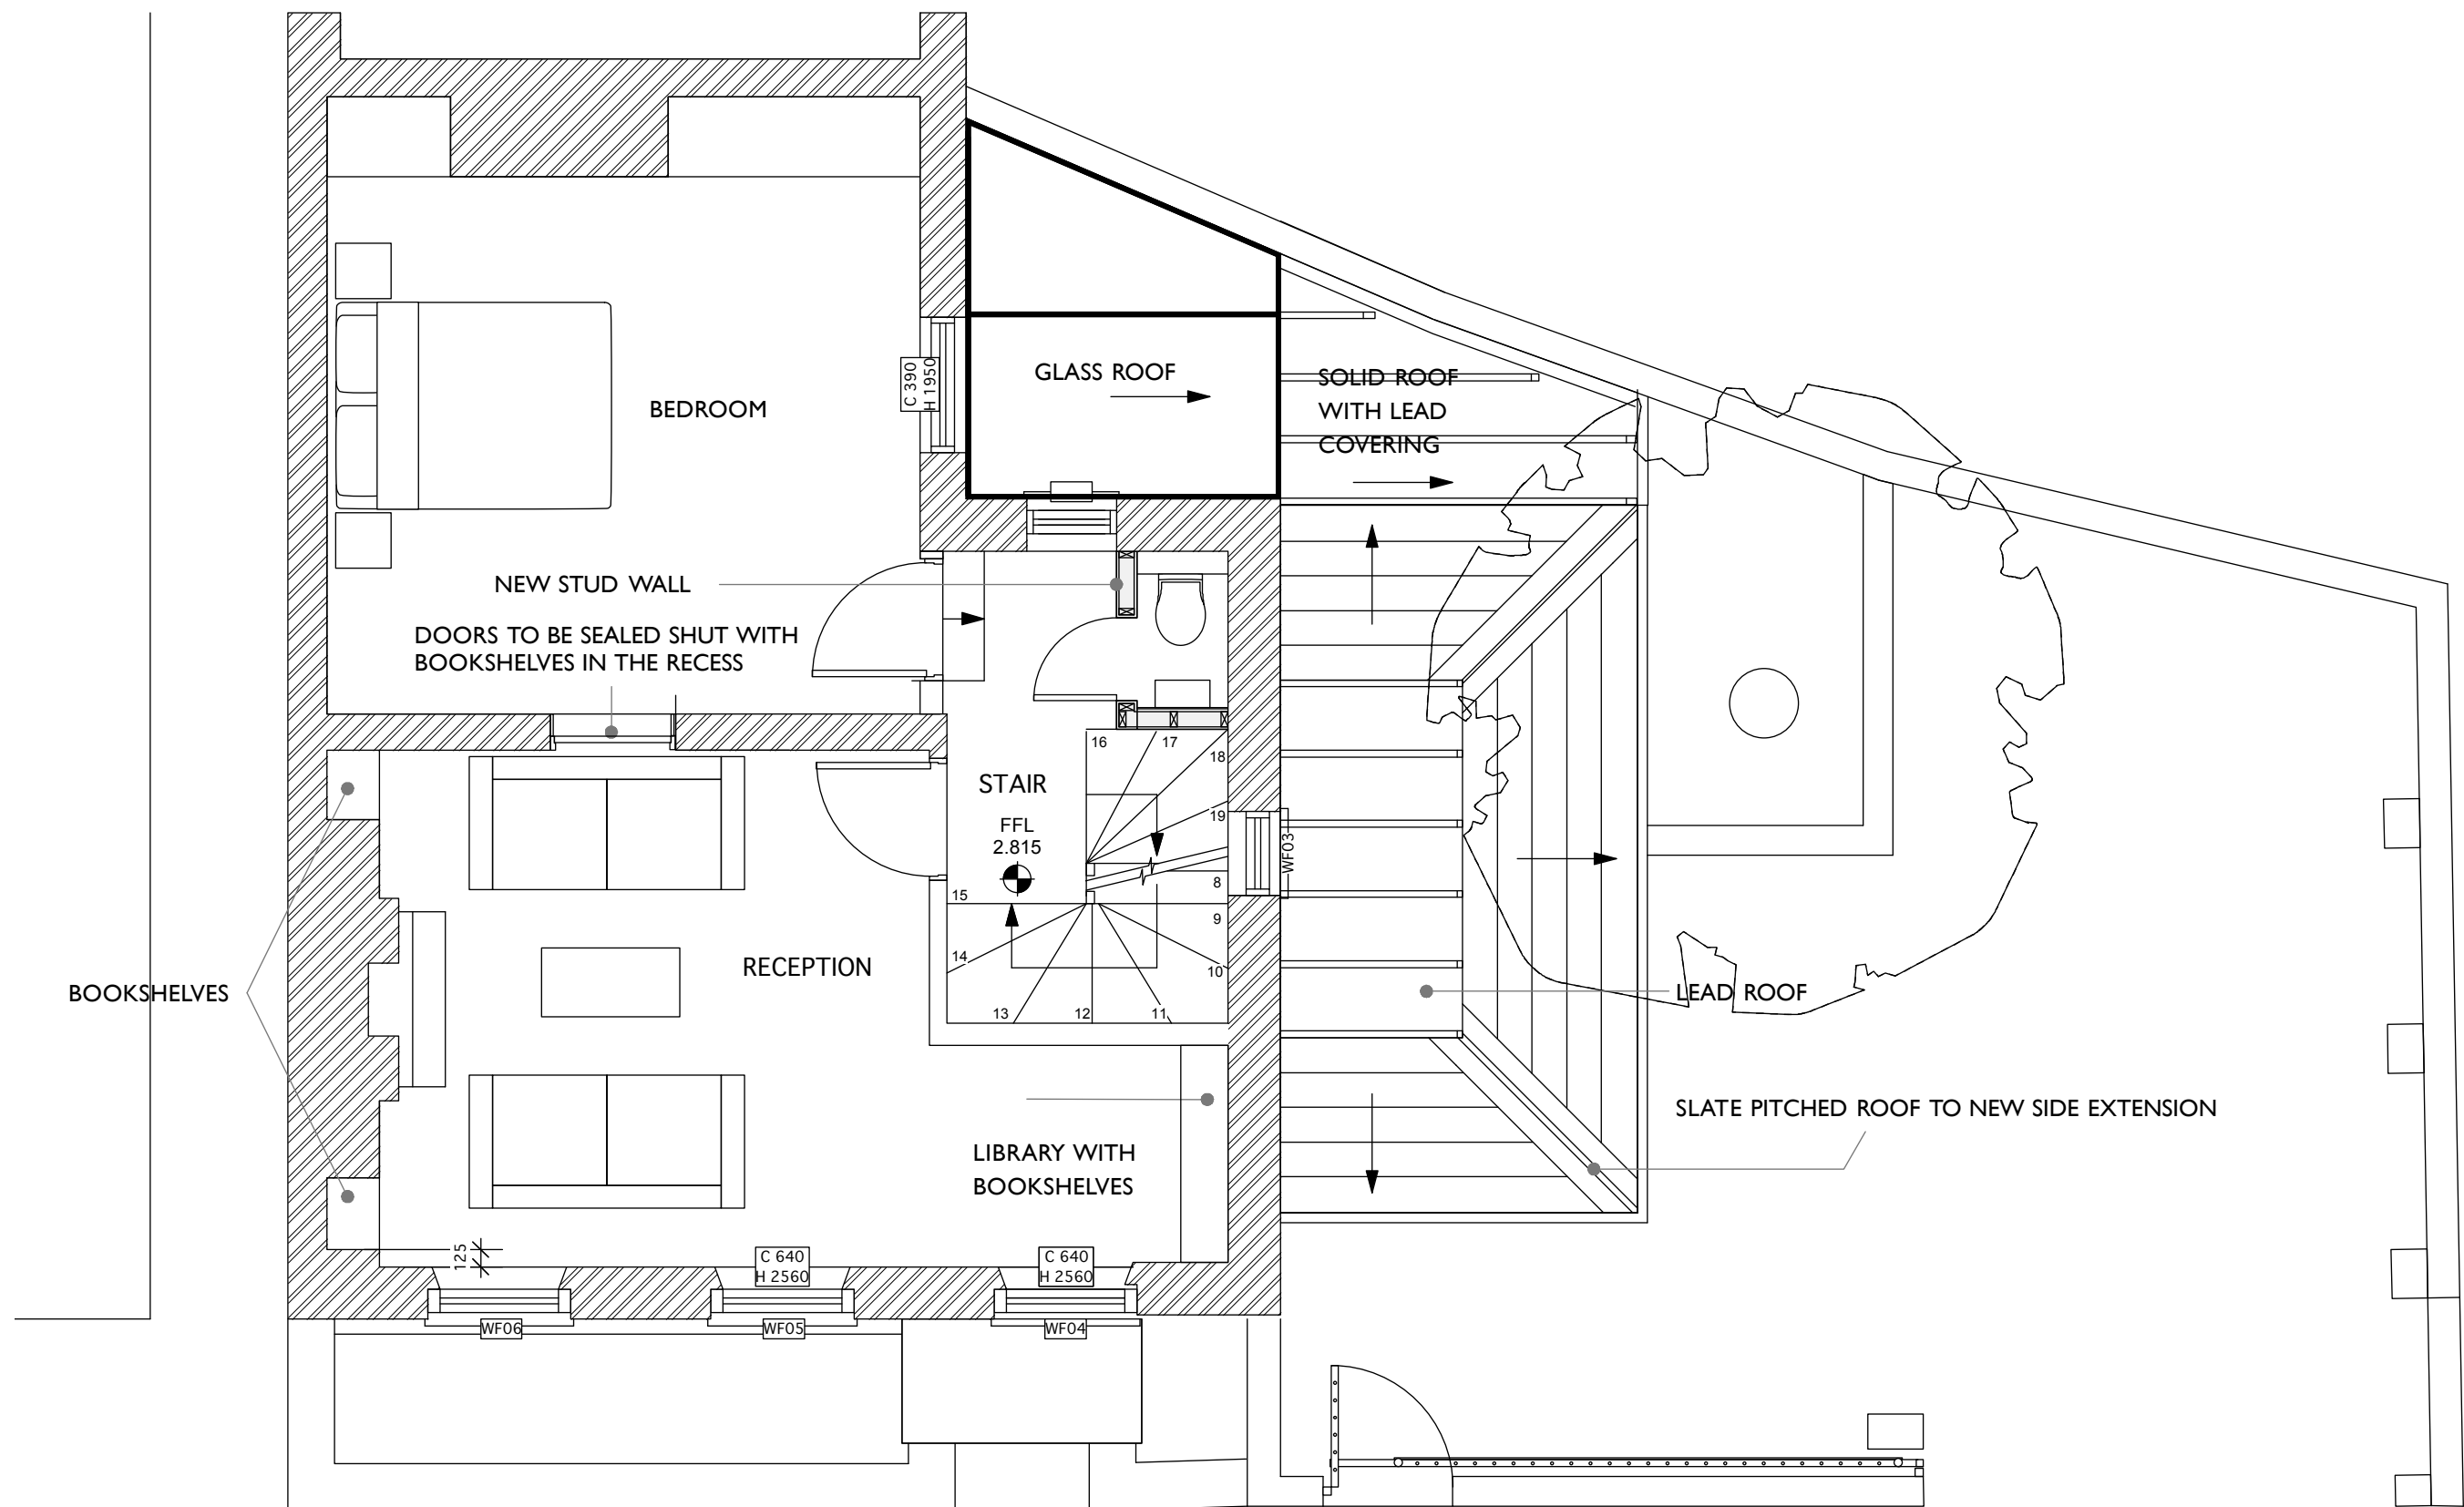 GLASS ROOF
SOLID ROOF
WITH LEAD
COVERING
C 390
H 1950
BEDROOM
NEW STUD WALL
DOORS TO BE SEALED SHUT WITH
BOOKSHELVES IN THE RECESS
16
17
18
19
STAIR
FFL
2.815
WF03
8
9
10
11
12
13
14
15
RECEPTION
BOOKSHELVES
LEAD ROOF
SLATE PITCHED ROOF TO NEW SIDE EXTENSION
LIBRARY WITH
BOOKSHELVES
125
C 640
H 2560
C 640
H 2560
WF06
WF05
WF04